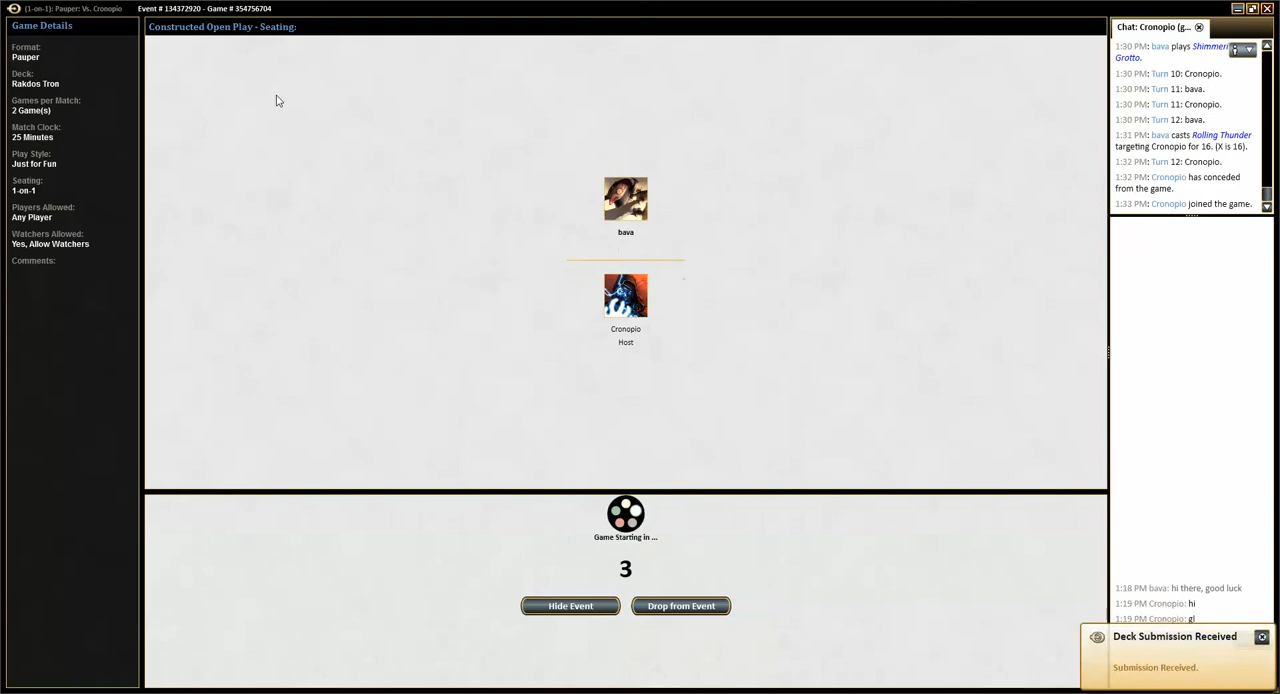 (1-on-1): Pauper: Vs. Cronopio
Event # 134372920 - Game # 354756704
Game Details
Format:
Pauper
Deck:
Rakdos Tron
Games per Match:
2 Game(s)
Match Clock:
25 Minutes
Play Style:
Just for Fun
Seating:
1-on-1
Players Allowed:
Any Player
Watchers Allowed:
Yes, Allow Watchers
Comments:
Constructed Open Play - Seating:
bava
Cronopio
Host
Game Starting in ...
3
Hide Event
Drop from Event
Chat: Cronopio (g...
1:30 PM: bava plays Shimmeri
Grotto.
1:30 PM: Turn 10: Cronopio.
1:30 PM: Turn 11: bava.
1:30 PM: Turn 11: Cronopio.
1:30 PM: Turn 12: bava.
1:31 PM: bava casts Rolling Thunder
targeting Cronopio for 16. (X is 16).
1:32 PM: Turn 12: Cronopio.
1:32 PM: Cronopio has conceded
from the game.
1:33 PM: Cronopio joined the game.
1:18 PM bava: hi there, good luck
1:19 PM Cronopio: hi
1:19 PM Cronopio: gl
Deck Submission Received
Submission Received.